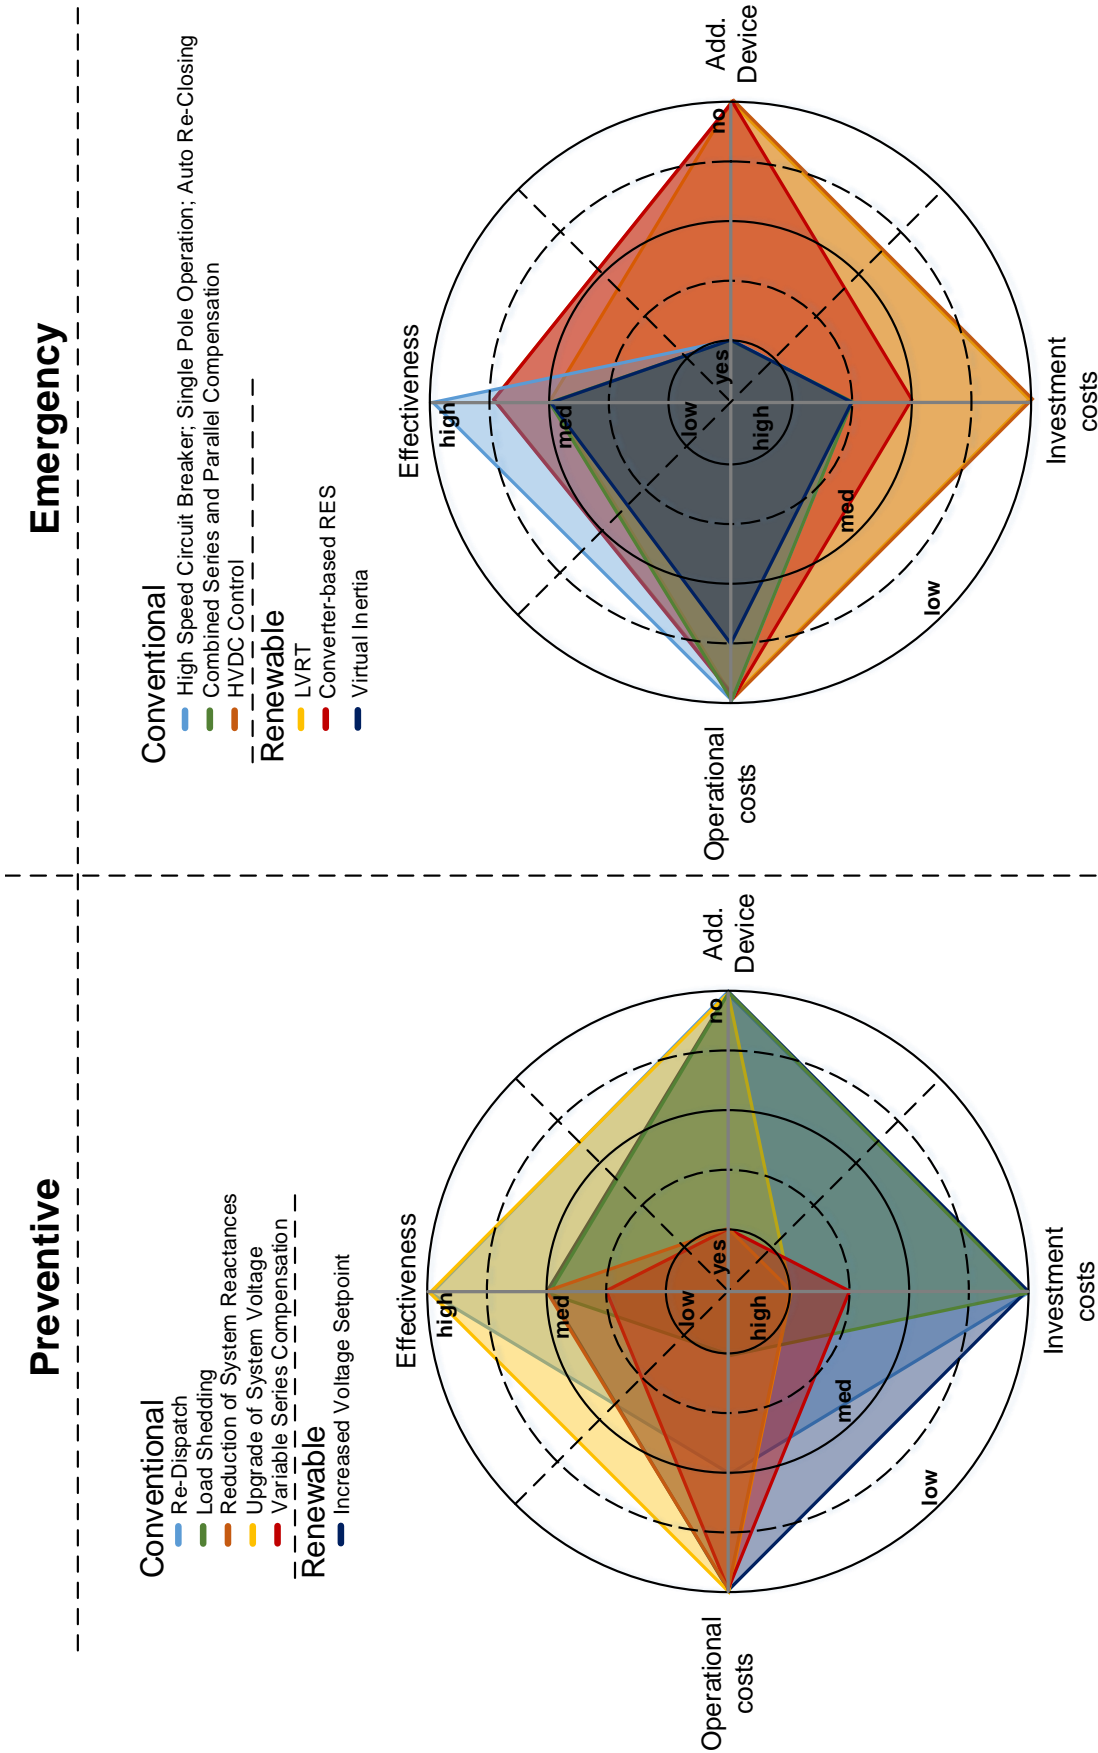 Preventive
Conventional
Re-Dispatch
Load Shedding
Reduction of System Reactances
Upgrade of System Voltage
Variable Series Compensation
Renewable
Increased Voltage Setpoint
Effectiveness
high
med
low
Operational
costs
yes
no
Add.
Device
high
med
low
Investment
costs
Emergency
Conventional
High Speed Circuit Breaker; Single Pole Operation; Auto Re-Closing
Combined Series and Parallel Compensation
HVDC Control
Renewable
LVRT
Converter-based RES
Virtual Inertia
Effectiveness
high
med
low
Operational
costs
yes
no
Add.
Device
high
med
low
Investment
costs